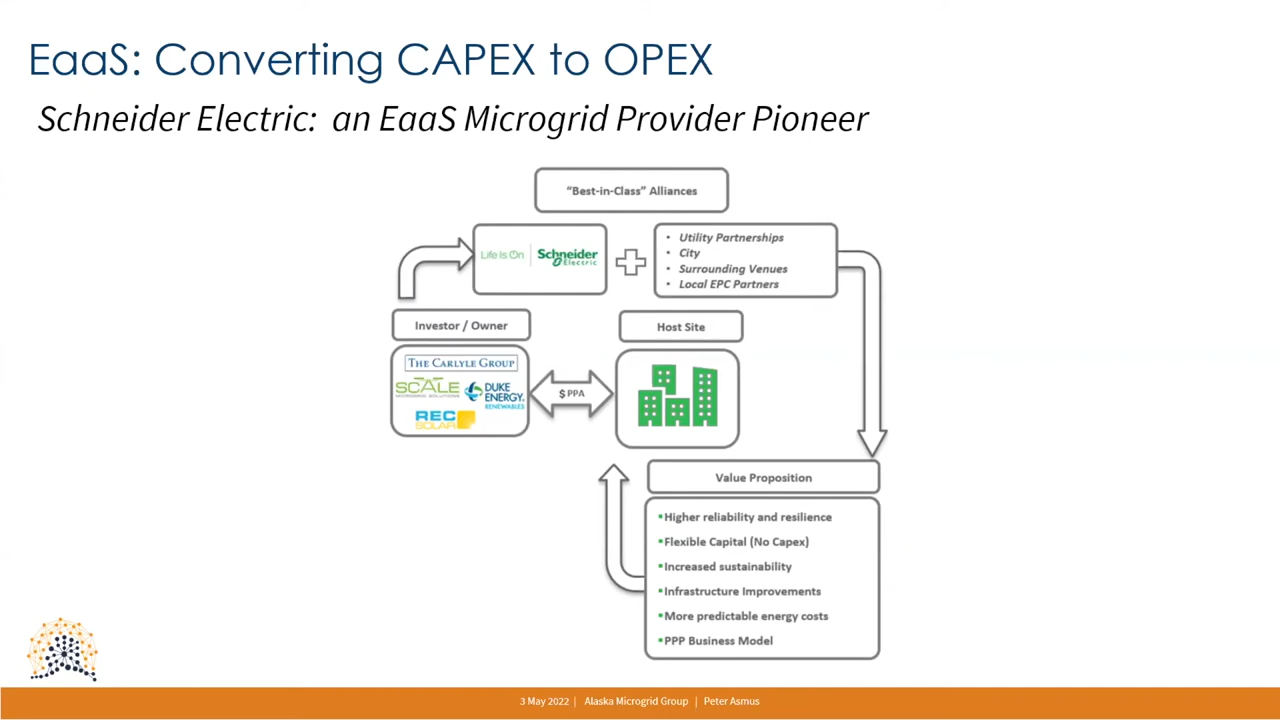 EaaS: Converting CAPEX to OPEX
Schneider Electric: an EaaS Microgrid Provider Pioneer
“Best-in-Class” Alliances
Life Is On
Schneider
Electric
• Utility Partnerships
• City
• Surrounding Venues
• Local EPC Partners
Investor / Owner
THE CARLYLE GROUP
SCALE
MICROGRID SOLUTIONS
DUKE
ENERGY.
RENEWABLES
REC
SOLAR
$ PPA
Host Site
Value Proposition
▪Higher reliability and resilience
▪Flexible Capital (No Capex)
▪Increased sustainability
▪Infrastructure Improvements
▪More predictable energy costs
▪PPP Business Model
3 May 2022 | Alaska Microgrid Group | Peter Asmus